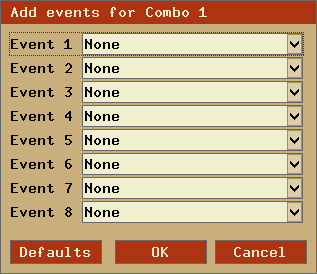 Add events for Combo 1
Event 1 None
Event 2 None
Event 3 None
Event 4 None
Event 5 None
Event 6 None
Event 7 None
Event 8 None
Defaults OK Cancel